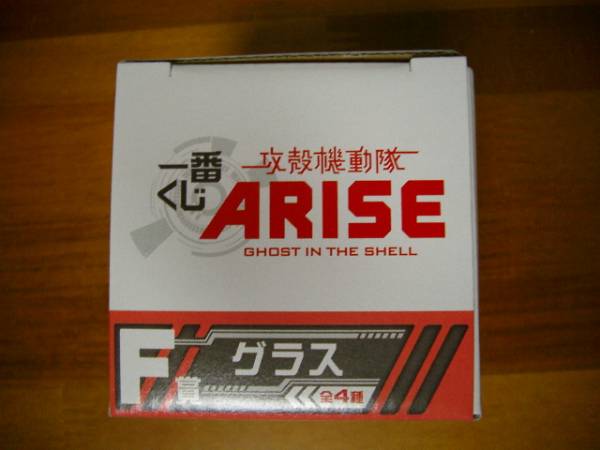 一番
くじ
攻殻機動隊
ARISE
GHOST IN THE SHELL
F賞
グラス
全4種